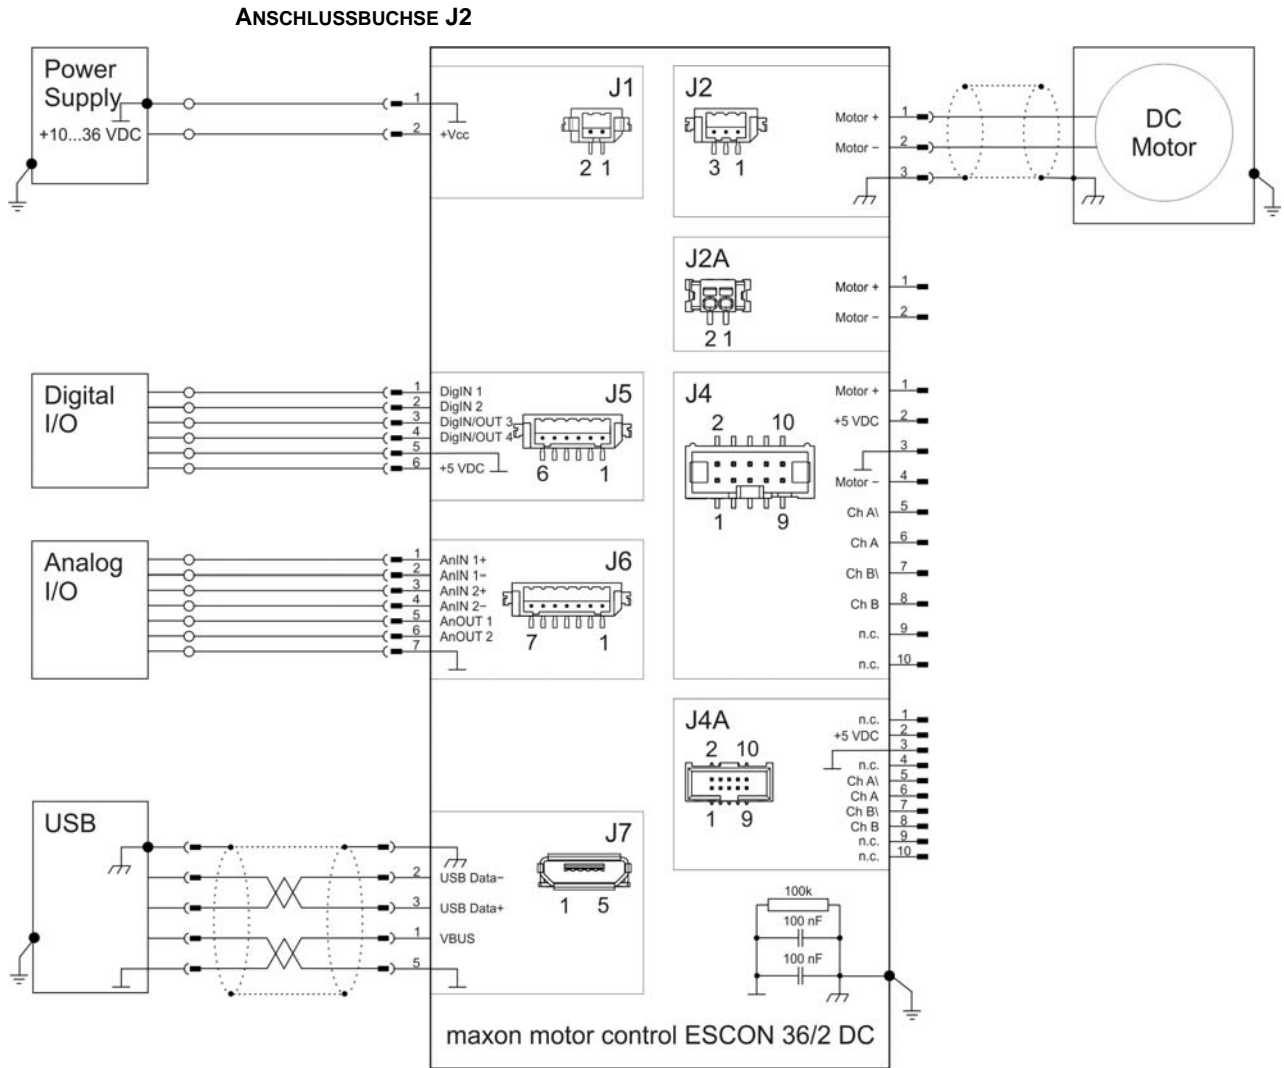 ANSCHLUSSBUCHSE J2
Power
Supply
+10...36 VDC
1
2
+Vcc
J1
2 1
J2
3 1
Motor +
Motor −
1
2
3
DC
Motor
J2A
2 1
Motor +
Motor −
1
2
Digital
I/O
1
2
3
4
5
6
DigIN 1
DigIN 2
DigIN/OUT 3
DigIN/OUT 4
+5 VDC
J5
6 1
J4
2 10
1 9
Motor +
+5 VDC
Motor −
Ch A\
Ch A
Ch B\
Ch B
n.c.
n.c.
1
2
3
4
5
6
7
8
9
10
Analog
I/O
1
2
3
4
5
6
7
AnIN 1+
AnIN 1−
AnIN 2+
AnIN 2−
AnOUT 1
AnOUT 2
J6
7 1
J4A
2 10
1 9
n.c.
+5 VDC
n.c.
Ch A\
Ch A
Ch B\
Ch B
n.c.
n.c.
1
2
3
4
5
6
7
8
9
10
USB
2
3
1
5
USB Data−
USB Data+
VBUS
J7
1 5
100k
100 nF
100 nF
maxon motor control ESCON 36/2 DC